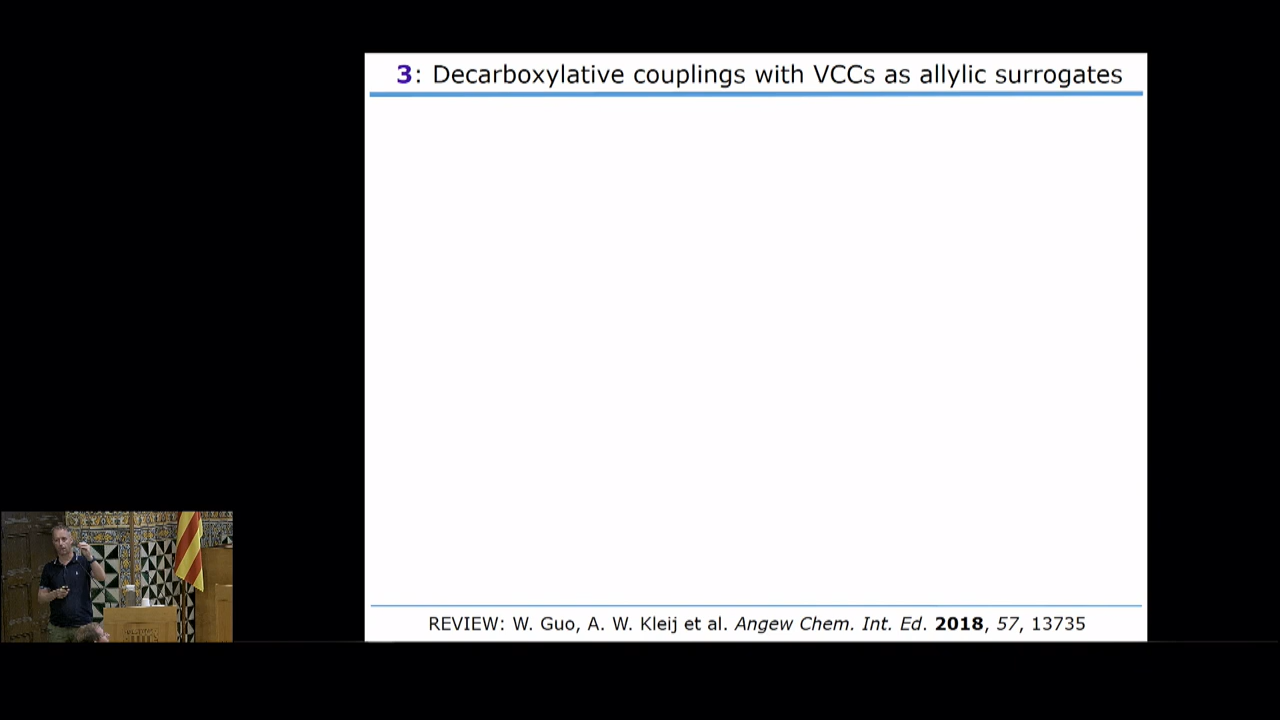 3: Decarboxylative couplings with VCCs as allylic surrogates
REVIEW: W. Guo, A. W. Kleij et al. Angew Chem. Int. Ed. 2018, 57, 13735